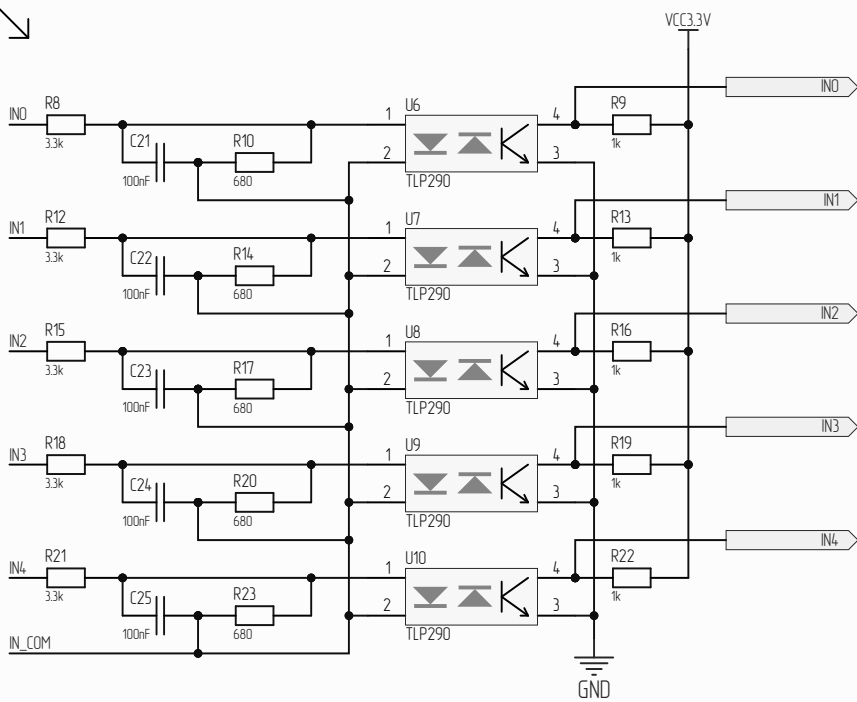 VCC3.3V
IN0
R8
3.3k
C21
100nF
R10
680
1
2
U6
TLP290
4
3
R9
1k
IN0
IN1
R12
3.3k
C22
100nF
R14
680
1
2
U7
TLP290
4
3
R13
1k
IN1
IN2
R15
3.3k
C23
100nF
R17
680
1
2
U8
TLP290
4
3
R16
1k
IN2
IN3
R18
3.3k
C24
100nF
R20
680
1
2
U9
TLP290
4
3
R19
1k
IN3
IN4
R21
3.3k
C25
100nF
R23
680
1
2
U10
TLP290
4
3
R22
1k
IN4
IN_COM
GND